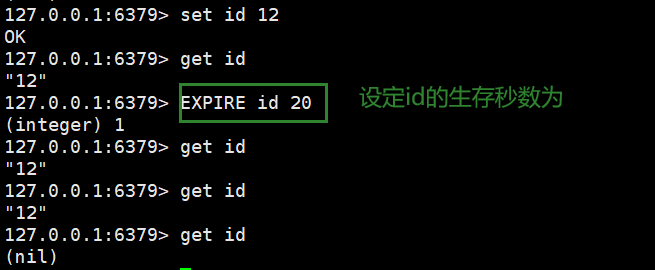 127.0.0.1:6379> set id 12
OK
127.0.0.1:6379> get id
"12"
127.0.0.1:6379> EXPIRE id 20 设定id的生存秒数为
(integer) 1
127.0.0.1:6379> get id
"12"
127.0.0.1:6379> get id
"12"
127.0.0.1:6379> get id
(nil)